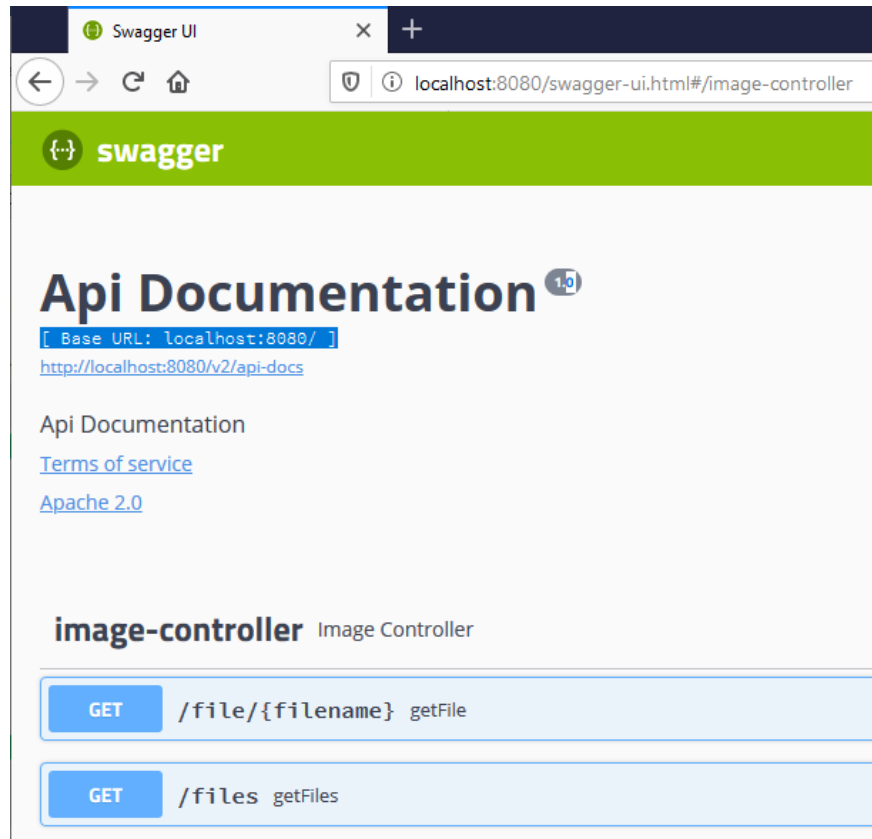 Swagger UI
localhost:8080/swagger-ui.html#/image-controller
swagger
Api Documentation 1.0
[ Base URL: localhost:8080/ ]
http://localhost:8080/v2/api-docs
Api Documentation
Terms of service
Apache 2.0
image-controller Image Controller
GET /file/{filename} getFile
GET /files getFiles